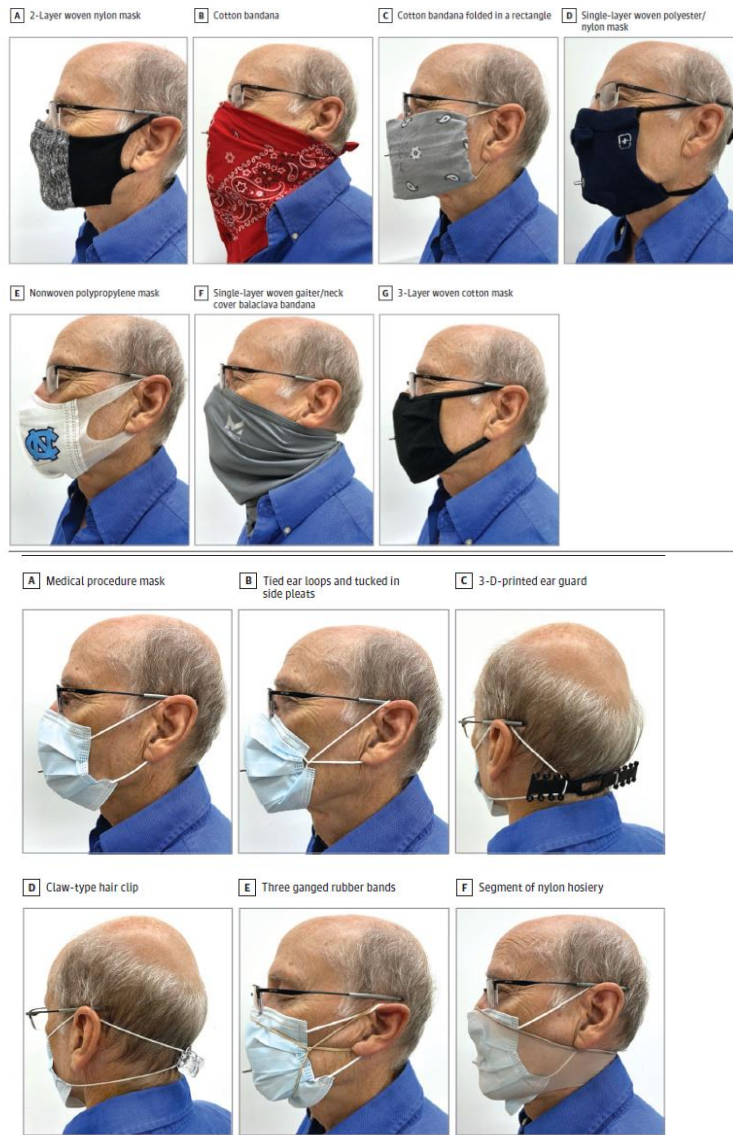 A 2-Layer woven nylon mask
B Cotton bandana
C Cotton bandana folded in a rectangle
D Single-layer woven polyester/
nylon mask
E Nonwoven polypropylene mask
F Single-layer woven gaiter/neck
cover balaclava bandana
G 3-Layer woven cotton mask
A Medical procedure mask
B Tied ear loops and tucked in
side pleats
C 3-D-printed ear guard
D Claw-type hair clip
E Three ganged rubber bands
F Segment of nylon hosiery